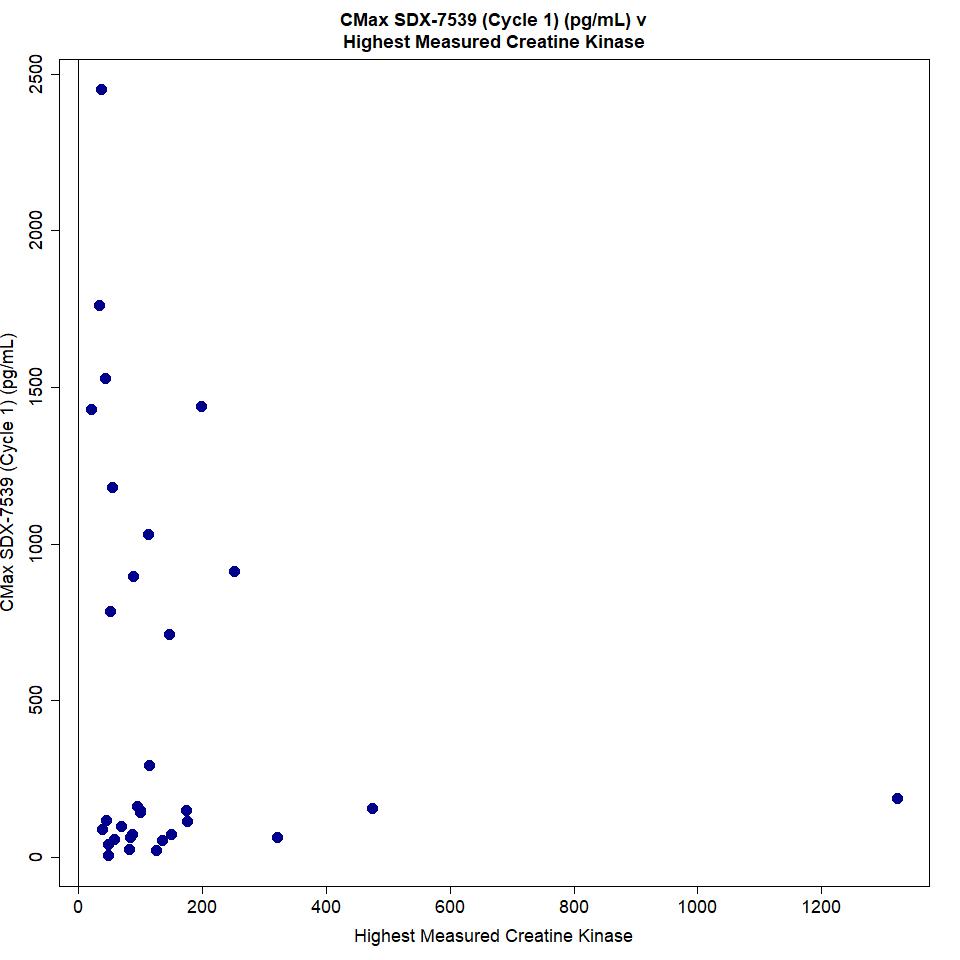 CMax SDX-7539 (Cycle 1) (pg/mL) v
Highest Measured Creatine Kinase
2500
2000
1500
1000
500
0
CMax SDX-7539 (Cycle 1) (pg/mL)
0 200 400 600 800 1000 1200
Highest Measured Creatine Kinase